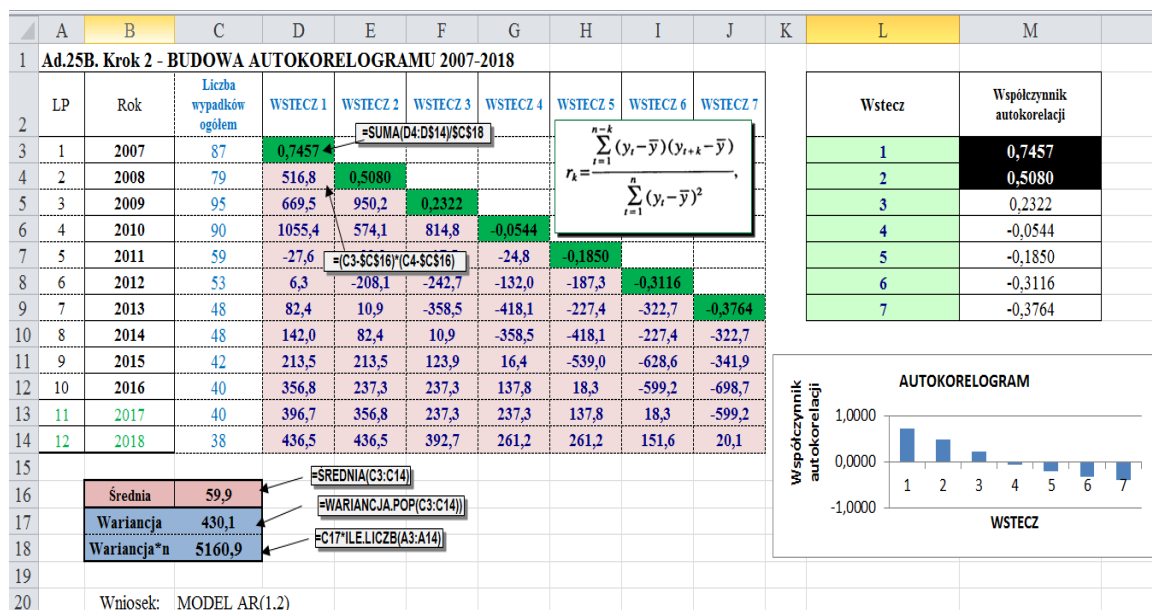 A B C D E F G H I J K L M
1 Ad.25B. Krok 2 - BUDOWA AUTOKORELOGRAMU 2007-2018
2 LP Rok Liczba wypadków ogółem WSTECZ 1 WSTECZ 2 WSTECZ 3 WSTECZ 4 WSTECZ 5 WSTECZ 6 WSTECZ 7 Wstecz Współczynnik autokorelacji
=SUMA(D4:D$14)/$C$18
3 1 2007 87 0,7457 1 0,7457
r_k = \frac{\sum_{t=1}^{n-k}(y_t-\bar{y})(y_{t+k}-\bar{y})}{\sum_{t=1}^{n}(y_t-\bar{y})^2},
4 2 2008 79 516,8 0,5080 2 0,5080
5 3 2009 95 669,5 950,2 0,2322 3 0,2322
6 4 2010 90 1055,4 574,1 814,8 -0,0544 4 -0,0544
7 5 2011 59 -27,6 -24,8 -0,1850 5 -0,1850
=(C3-$C$16)*(C4-$C$16)
8 6 2012 53 6,3 -208,1 -242,7 -132,0 -187,3 -0,3116 6 -0,3116
9 7 2013 48 82,4 10,9 -358,5 -418,1 -227,4 -322,7 -0,3764 7 -0,3764
10 8 2014 48 142,0 82,4 10,9 -358,5 -418,1 -227,4 -322,7
11 9 2015 42 213,5 213,5 123,9 16,4 -539,0 -628,6 -341,9
12 10 2016 40 356,8 237,3 237,3 137,8 18,3 -599,2 -698,7
13 11 2017 40 396,7 356,8 237,3 237,3 137,8 18,3 -599,2
14 12 2018 38 436,5 436,5 392,7 261,2 261,2 151,6 20,1
15
=ŚREDNIA(C3:C14)
16 Średnia 59,9
=WARIANCJA.POP(C3:C14))
17 Wariancja 430,1
18 Wariancja*n 5160,9
=C17*ILE.LICZB(A3:A14)
19
20 Wniosek: MODEL AR(1,2)
AUTOKORELOGRAM
Współczynnik
autokorelacji
1,0000
0,0000
-1,0000
1 2 3 4 5 6 7
WSTECZ